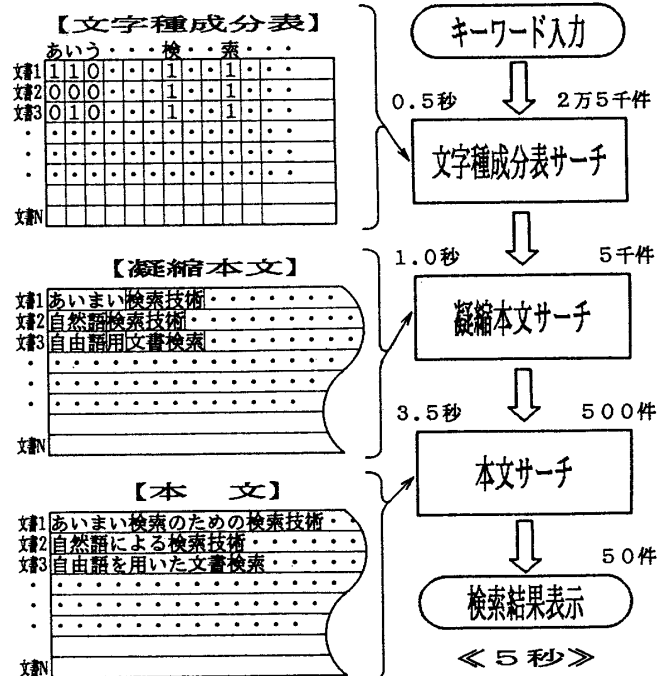 【文字種成分表】
あいう・・・検・・索・・・
文書1 1 1 0 ・・・1・・1・・・
文書2 0 0 0 ・・・1・・1・・・
文書3 0 1 0 ・・・1・・1・・・
文書N
【凝縮本文】
文書1 あいまい検索技術・・・・・・・
文書2 自然語検索技術・・・・・・・・
文書3 自由語用文書検索・・・・・・・
文書N
【本 文】
文書1 あいまい検索のための検索技術・・
文書2 自然語による検索技術・・・・・
文書3 自由語を用いた文書検索・・・・
文書N
キーワード入力
0.5秒 2万5千件
文字種成分表サーチ
1.0秒 5千件
凝縮本文サーチ
3.5秒 500件
本文サーチ
50件
検索結果表示
≪5秒≫